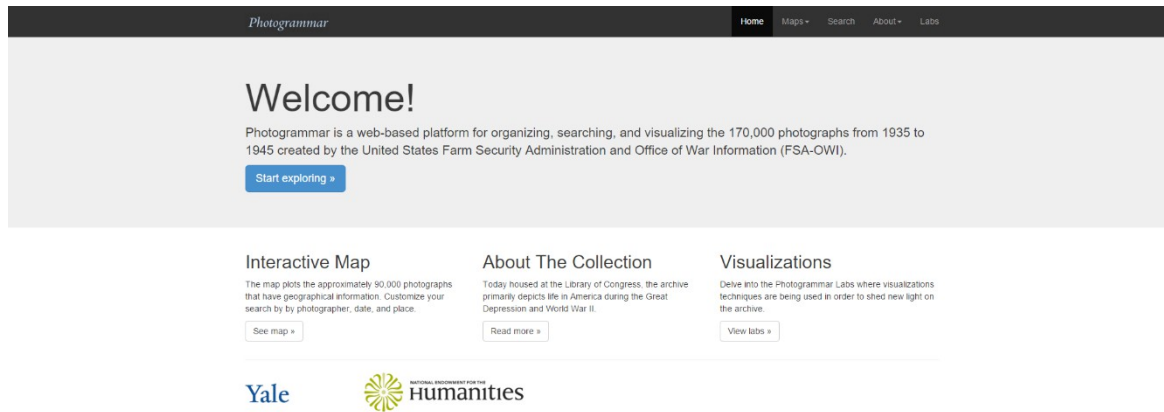 Photogrammar
Home Maps Search About Labs
Welcome!
Photogrammar is a web-based platform for organizing, searching, and visualizing the 170,000 photographs from 1935 to
1945 created by the United States Farm Security Administration and Office of War Information (FSA-OWI).
Start exploring »
Interactive Map
The map plots the approximately 90,000 photographs
that have geographical information. Customize your
search by by photographer, date, and place.
See map »
About The Collection
Today housed at the Library of Congress, the archive
primarily depicts life in America during the Great
Depression and World War II.
Read more »
Visualizations
Delve into the Photogrammar Labs where visualizations
techniques are being used in order to shed new light on
the archive.
View labs »
Yale
NATIONAL ENDOWMENT FOR THE
Humanities